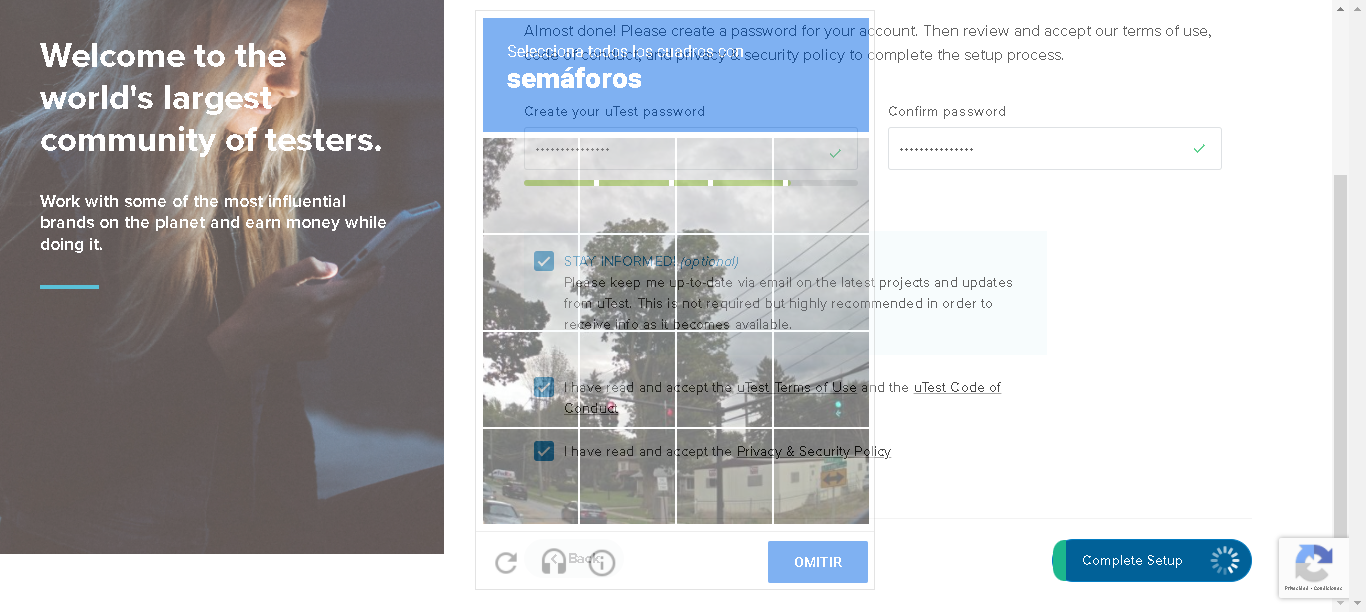 Welcome to the
world's largest
community of testers.
Work with some of the most influential
brands on the planet and earn money while
doing it.
Almost done! Please create a password for your account. Then review and accept our terms of use,
code of conduct, and privacy & security policy to complete the setup process.
Selecciona todos los cuadros con
semáforos
Create your uTest password
Confirm password
STAY INFORMED! (optional)
Please keep me up-to-date via email on the latest projects and updates
from uTest. This is not required but highly recommended in order to
receive info as it becomes available.
I have read and accept the uTest Terms of Use and the uTest Code of
Conduct
I have read and accept the Privacy & Security Policy
Back
OMITIR
Complete Setup
Privacidad - Condiciones